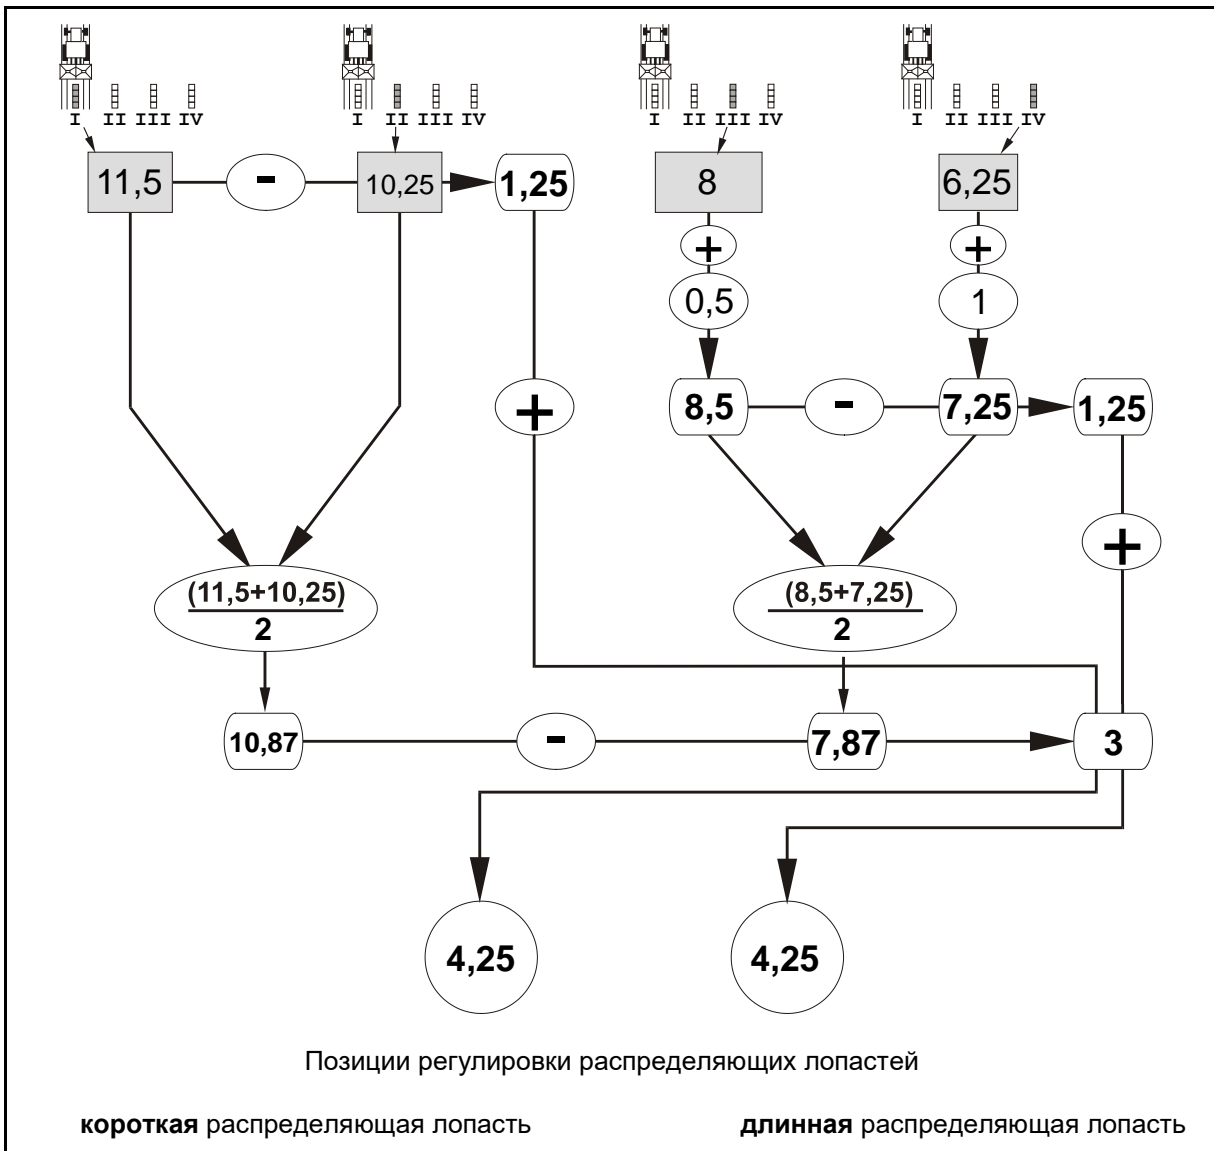 I II III IV
I II III IV
I II III IV
I II III IV
11,5 - 10,25 1,25
8 6,25
+ +
0,5 1
8,5 - 7,25 1,25
+
+
(11,5+10,25)
2
(8,5+7,25)
2
10,87 - 7,87 3
4,25 4,25
Позиции регулировки распределяющих лопастей
короткая распределяющая лопасть
длинная распределяющая лопасть